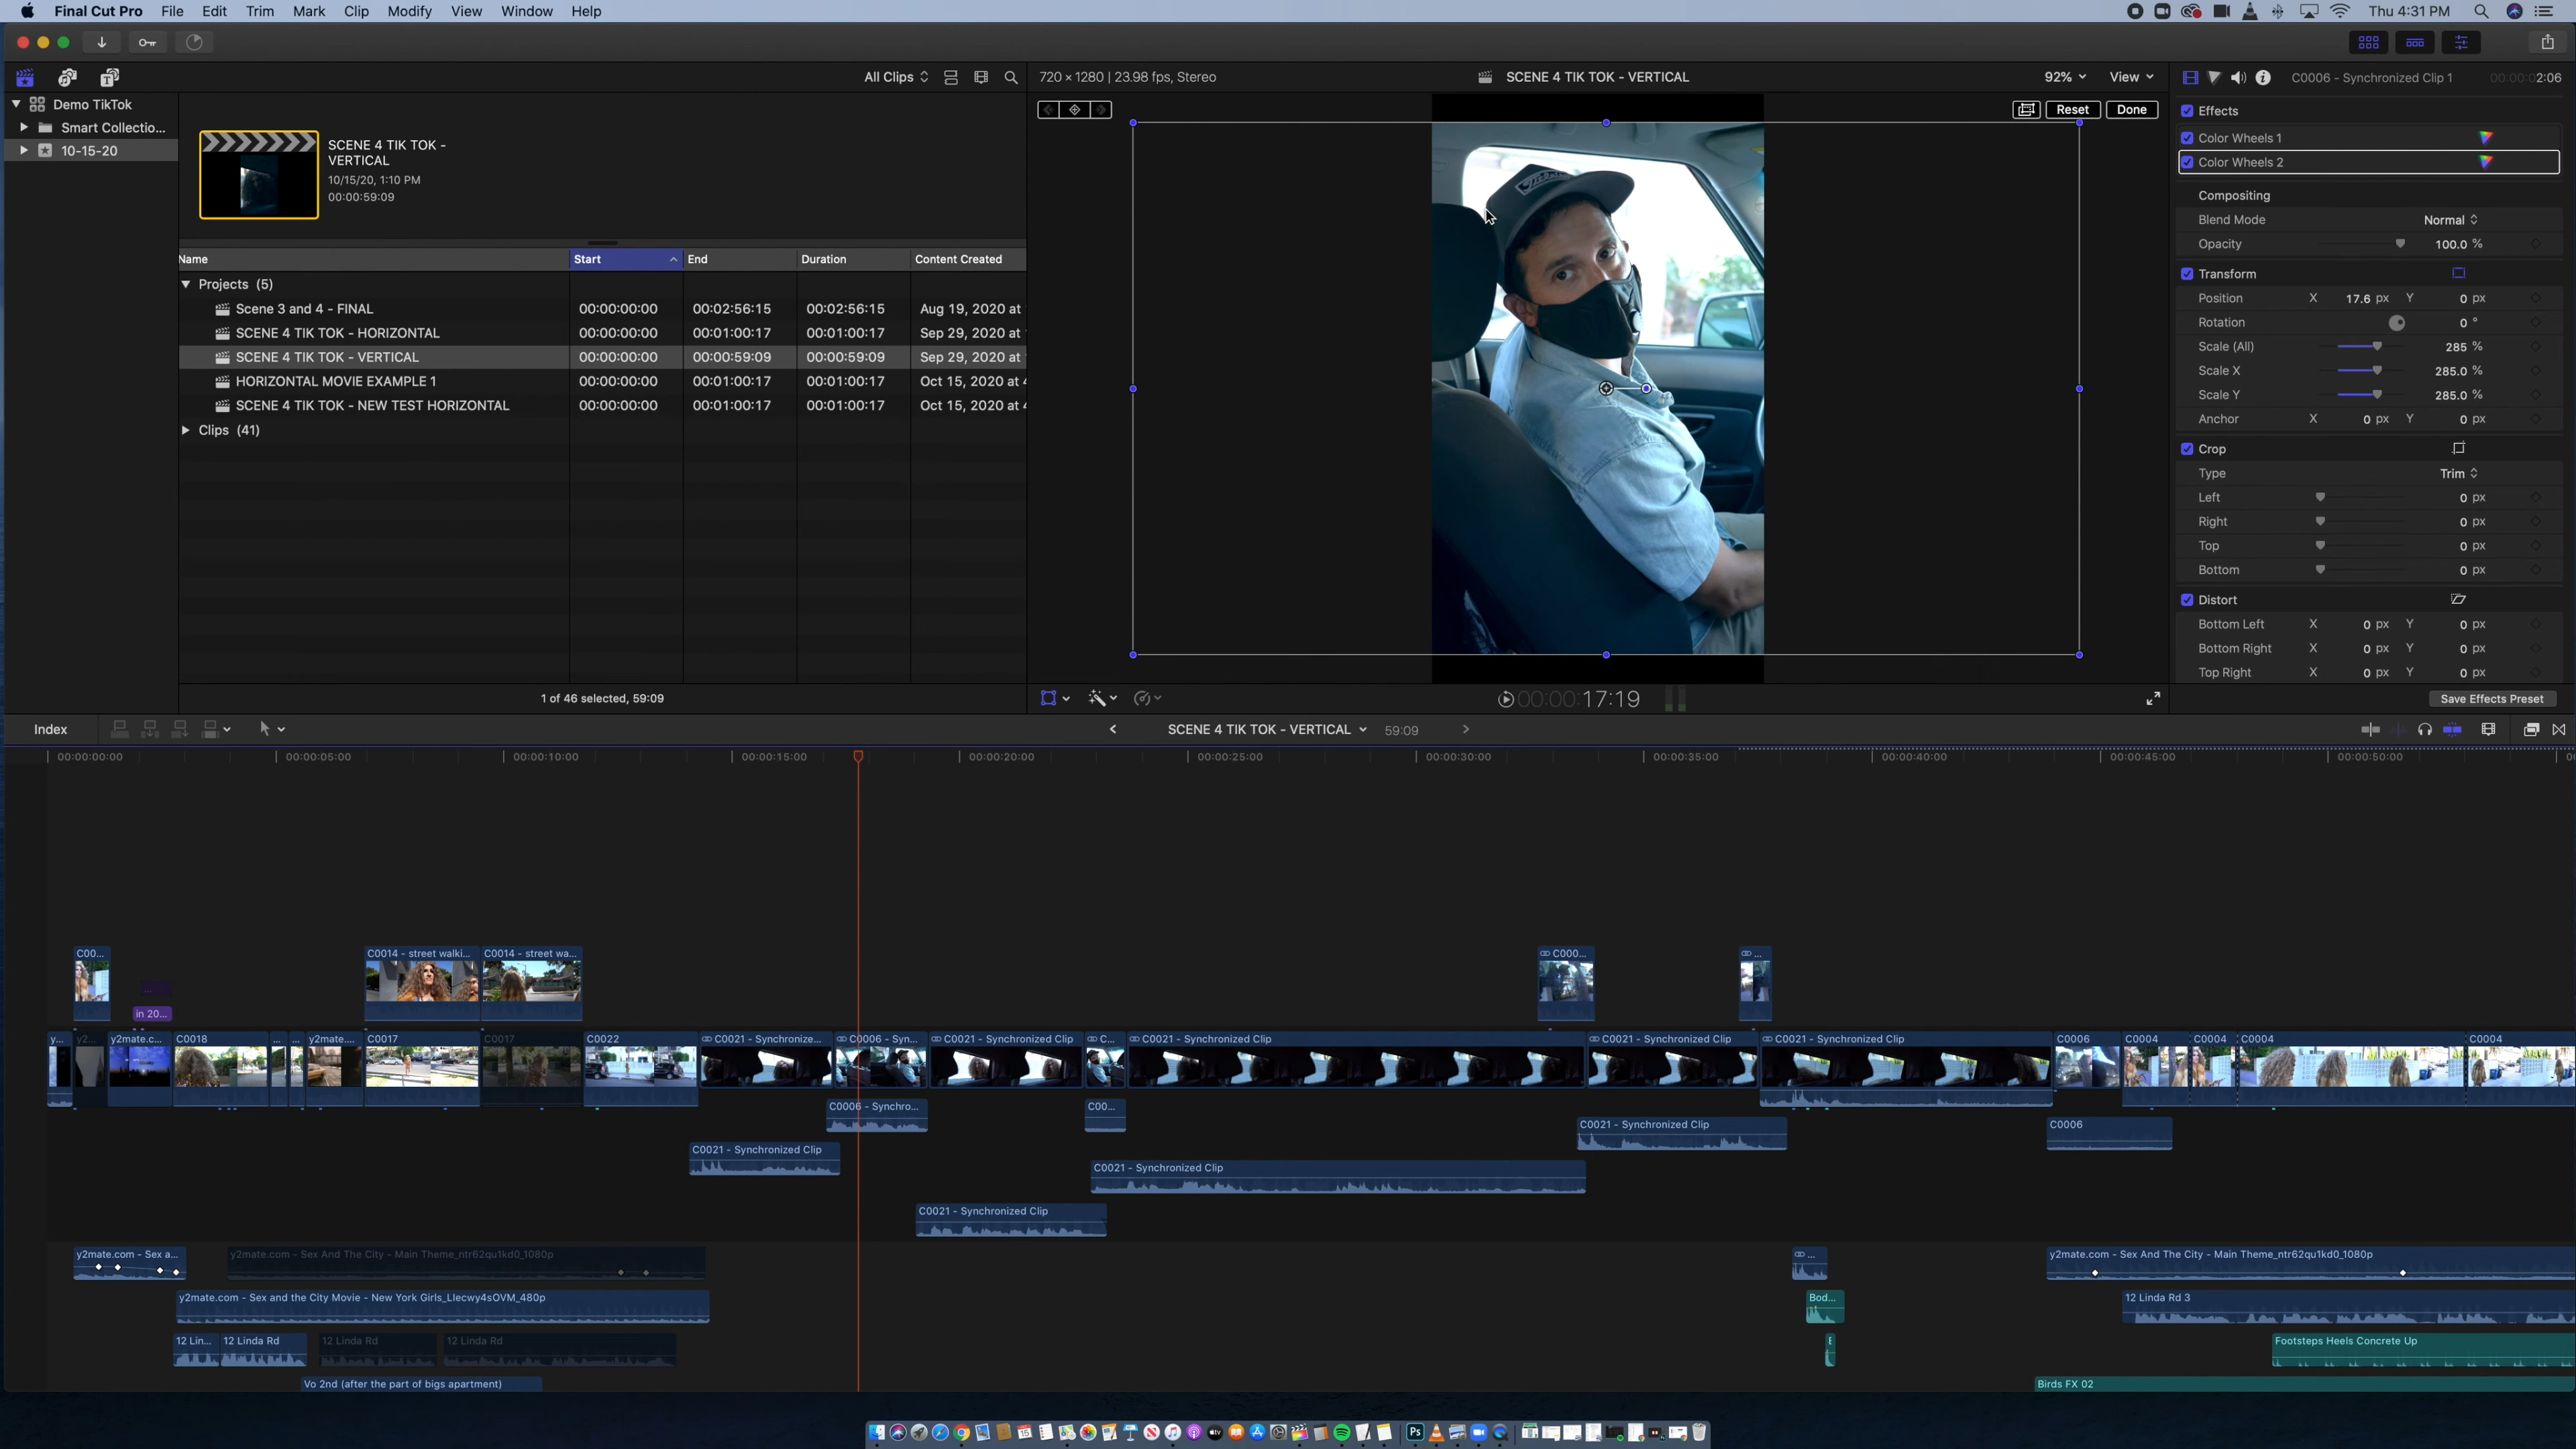 Final Cut Pro File Edit Trim Mark Clip Modify View Window Help
Thu 4:31 PM
All Clips
720 × 1280 | 23.98 fps, Stereo
SCENE 4 TIK TOK - VERTICAL
92% View
C0006 - Synchronized Clip 1
00:00:02:06
Demo TikTok
Smart Collectio...
10-15-20
SCENE 4 TIK TOK -
VERTICAL
10/15/20, 1:10 PM
00:00:59:09
Name Start End Duration Content Created
Projects (5)
Scene 3 and 4 - FINAL 00:00:00:00 00:02:56:15 00:02:56:15 Aug 19, 2020 at
SCENE 4 TIK TOK - HORIZONTAL 00:00:00:00 00:01:00:17 00:01:00:17 Sep 29, 2020 at
SCENE 4 TIK TOK - VERTICAL 00:00:00:00 00:00:59:09 00:00:59:09 Sep 29, 2020 at
HORIZONTAL MOVIE EXAMPLE 1 00:00:00:00 00:01:00:17 00:01:00:17 Oct 15, 2020 at 4
SCENE 4 TIK TOK - NEW TEST HORIZONTAL 00:00:00:00 00:01:00:17 00:01:00:17 Oct 15, 2020 at 4
Clips (41)
1 of 46 selected, 59:09
Reset Done
00:00:00:17:19
Effects
Color Wheels 1
Color Wheels 2
Compositing
Blend Mode Normal
Opacity 100.0 %
Transform
Position X 17.6 px Y 0 px
Rotation 0 °
Scale (All) 285 %
Scale X 285.0 %
Scale Y 285.0 %
Anchor X 0 px Y 0 px
Crop
Type Trim
Left 0 px
Right 0 px
Top 0 px
Bottom 0 px
Distort
Bottom Left X 0 px Y 0 px
Bottom Right X 0 px Y 0 px
Top Right X 0 px Y 0 px
Save Effects Preset
Index
SCENE 4 TIK TOK - VERTICAL 59:09
00:00:00:00 00:00:05:00 00:00:10:00 00:00:15:00 00:00:20:00 00:00:25:00 00:00:30:00 00:00:35:00 00:00:40:00 00:00:45:00 00:00:50:00
C00... C0014 - street walki... C0014 - street wa... C000... ...
in 20...
y... y2... y2mate.c... C0018 ... ... y2mate.... C0017 C0017 C0022 C0021 - Synchronize... C0006 - Syn... C0021 - Synchronized Clip C... C0021 - Synchronized Clip C0021 - Synchronized Clip C0021 - Synchronized Clip C0006 C0004 C0004 C0004 C0004
C0006 - Synchro... C00...
C0021 - Synchronized Clip C0006
C0021 - Synchronized Clip
C0021 - Synchronized Clip
C0021 - Synchronized Clip
y2mate.com - Sex a... y2mate.com - Sex And The City - Main Theme_ntr62qu1kd0_1080p ... y2mate.com - Sex And The City - Main Theme_ntr62qu1kd0_1080p
y2mate.com - Sex and the City Movie - New York Girls_Llecwy4sOVM_480p Bod... 12 Linda Rd 3
12 Lin... 12 Linda Rd 12 Linda Rd 12 Linda Rd Footsteps Heels Concrete Up
Vo 2nd (after the part of bigs apartment) Birds FX 02
15 Ps